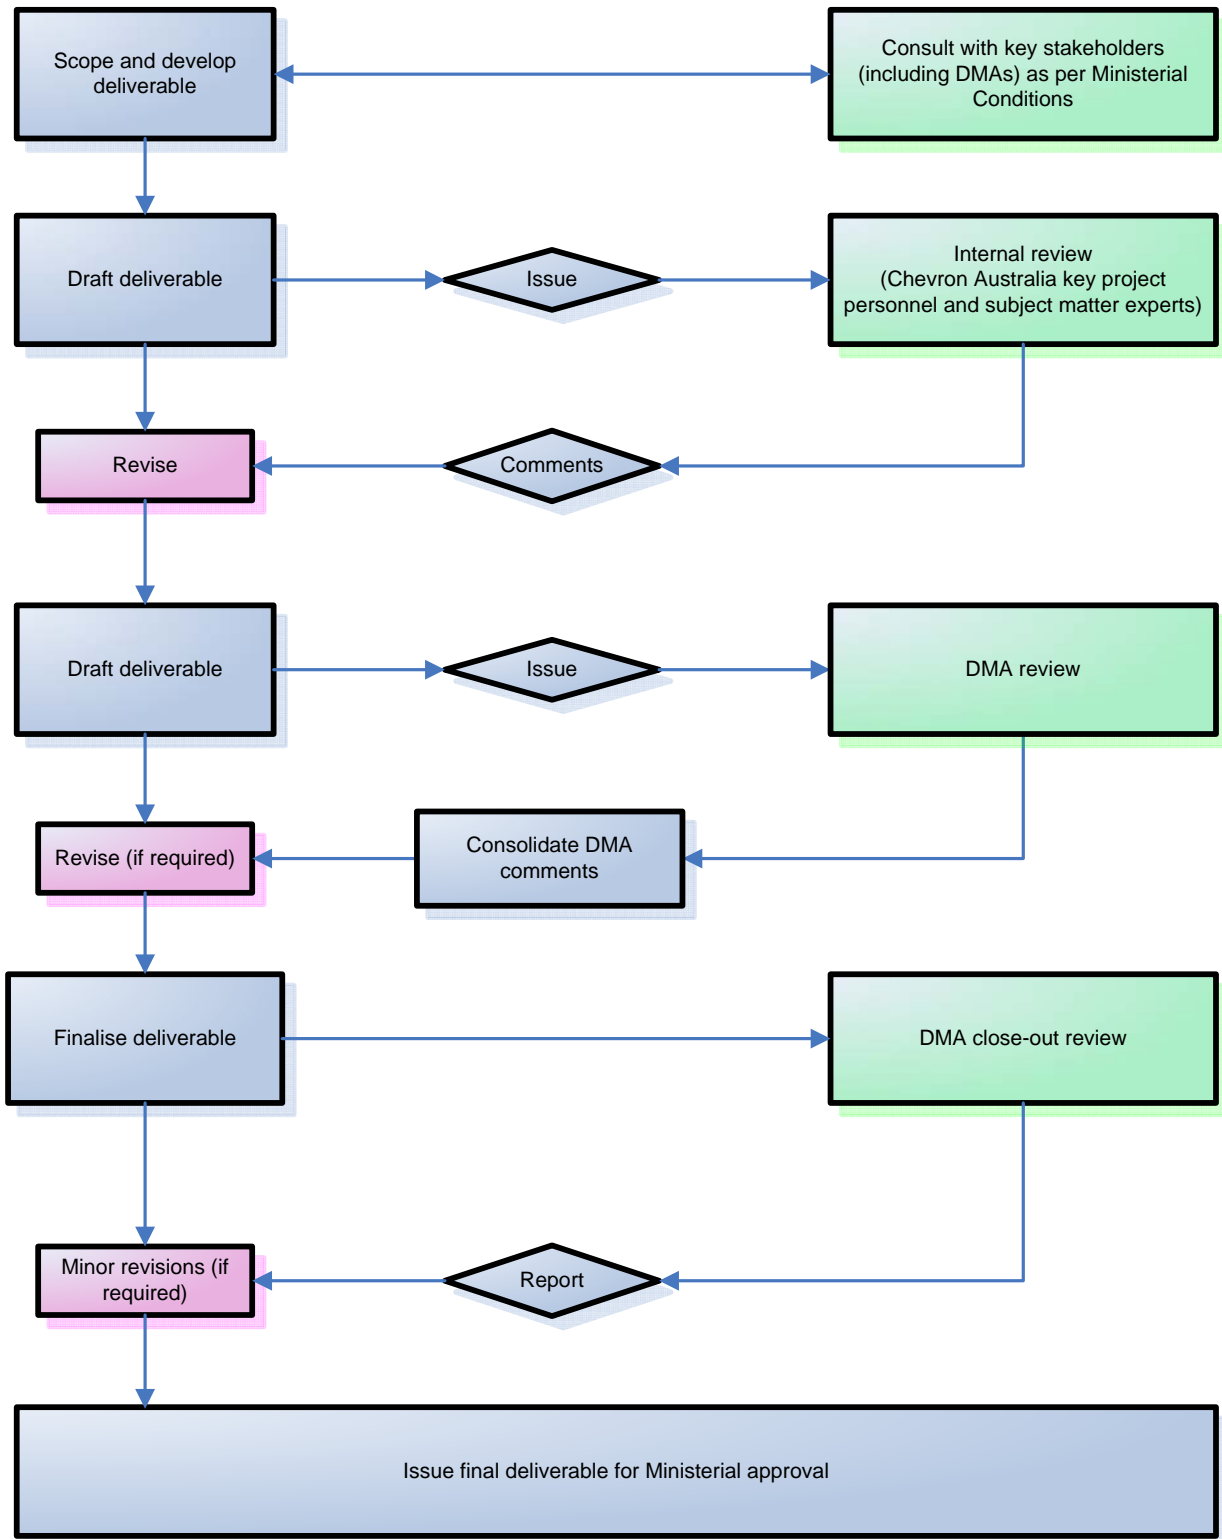 Scope and develop
deliverable
Consult with key stakeholders
(including DMAs) as per Ministerial
Conditions
Draft deliverable
Issue
Internal review
(Chevron Australia key project
personnel and subject matter experts)
Revise
Comments
Draft deliverable
Issue
DMA review
Revise (if required)
Consolidate DMA
comments
Finalise deliverable
DMA close-out review
Minor revisions (if
required)
Report
Issue final deliverable for Ministerial approval